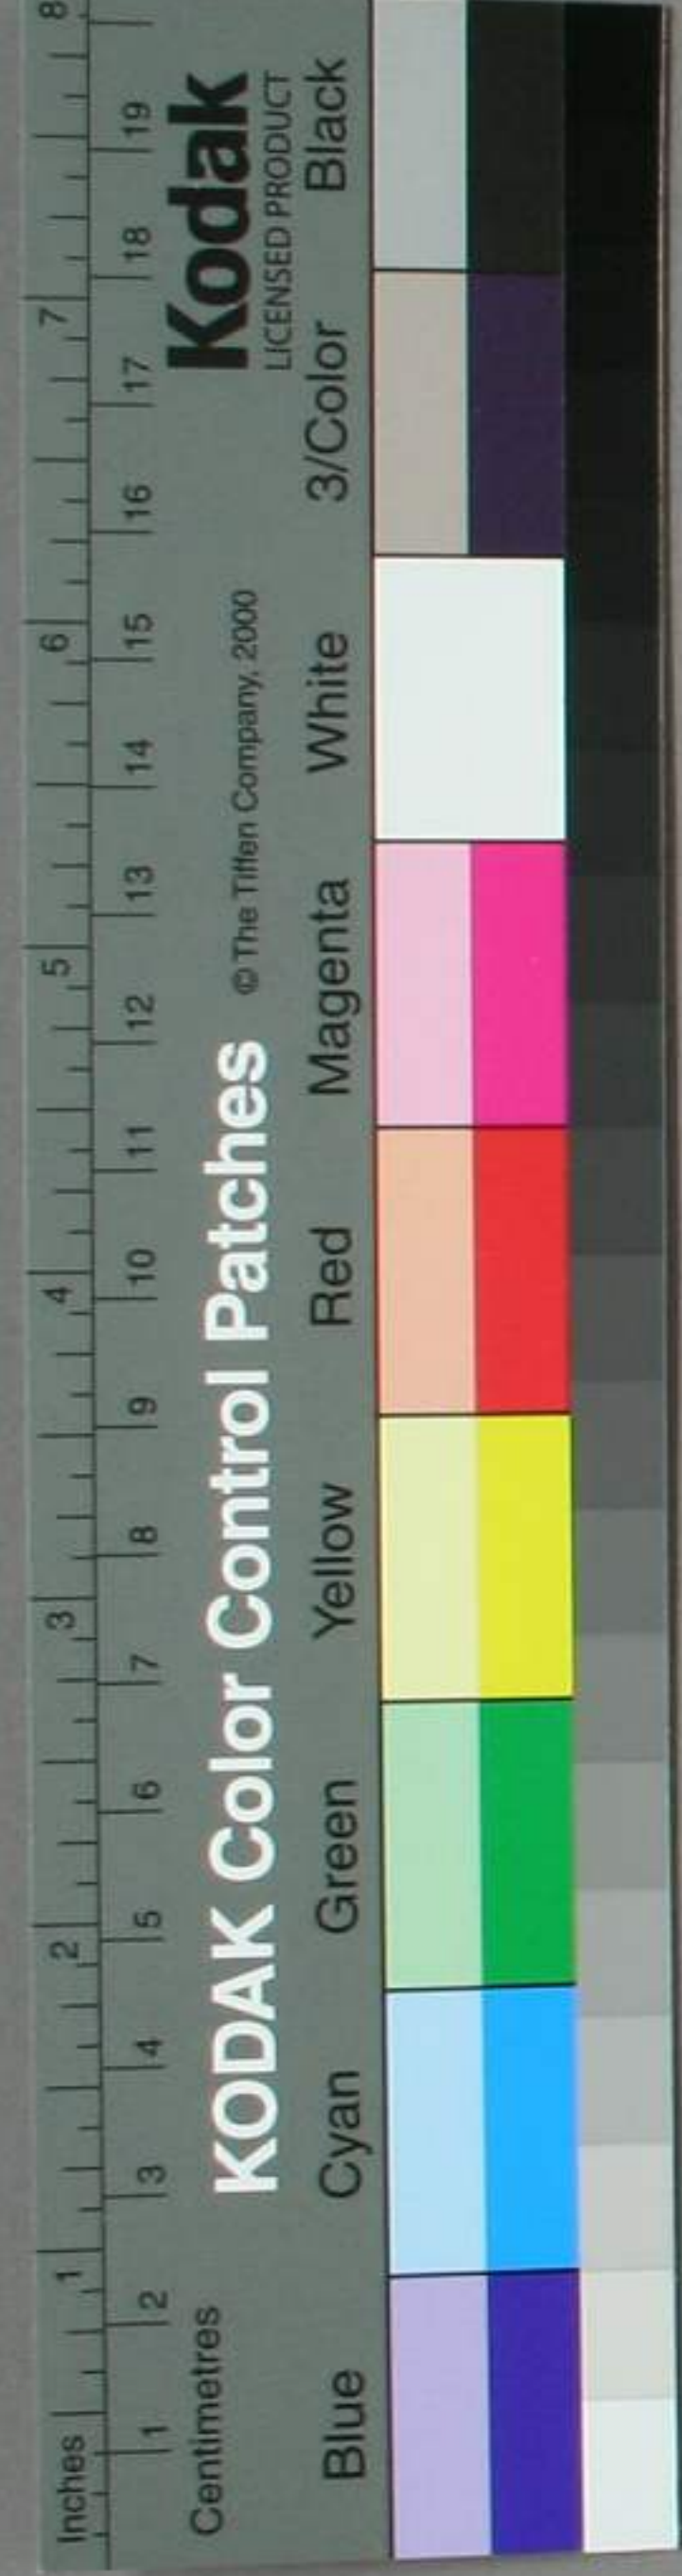 Inches 1 2 3 4 5 6 7 8
1 2 3 4 5 6 7 8 9 10 11 12 13 14 15 16 17 18 19
Centimetres
KODAK Color Control Patches © The Tiffen Company, 2000
Kodak
LICENSED PRODUCT
Blue Cyan Green Yellow Red Magenta White 3/Color Black